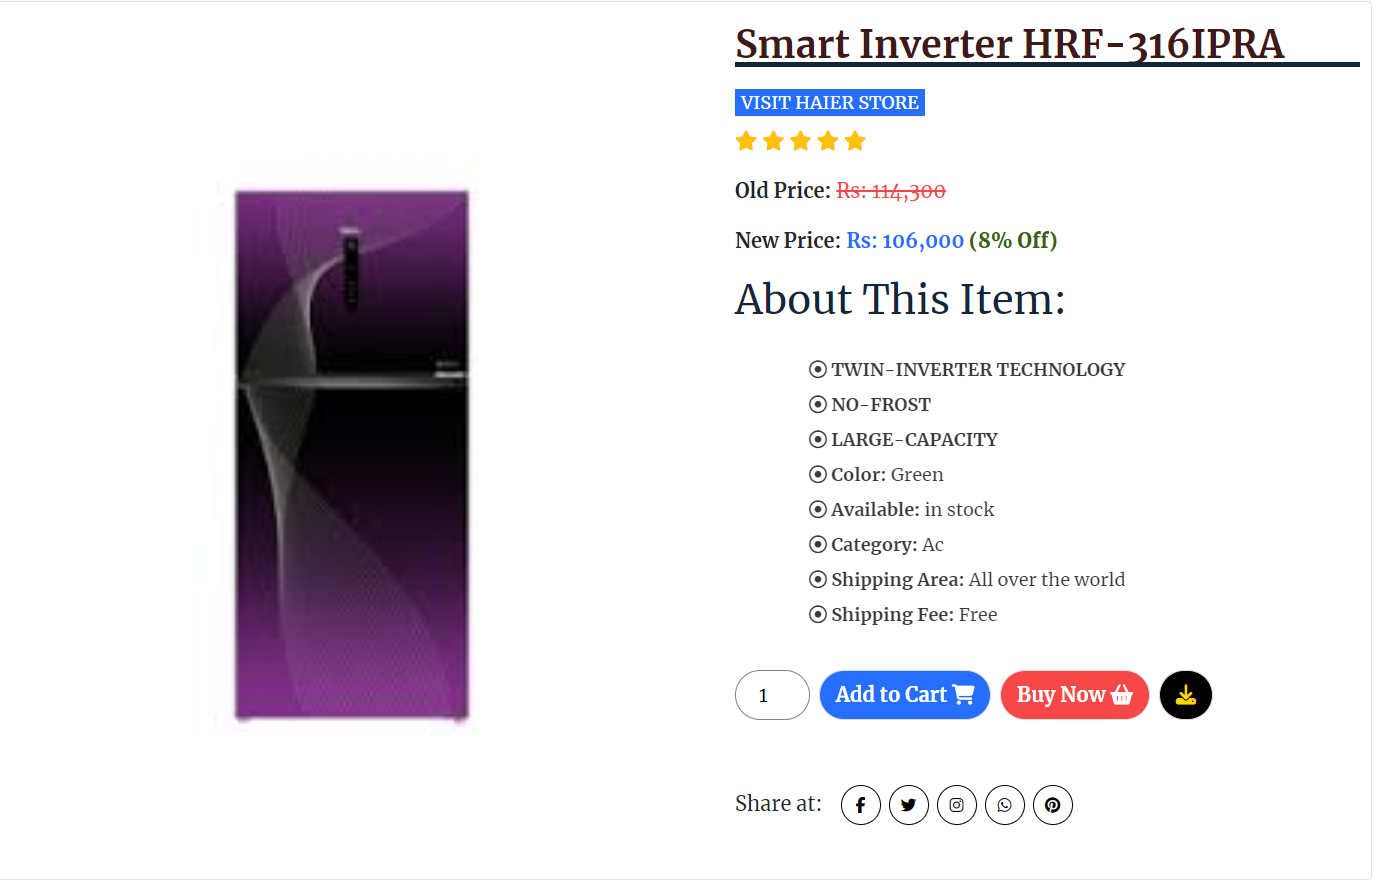 Smart Inverter HRF-316IPRA
VISIT HAIER STORE
Old Price: Rs: 114,300
New Price: Rs: 106,000 (8% Off)
About This Item:
TWIN-INVERTER TECHNOLOGY
NO-FROST
LARGE-CAPACITY
Color: Green
Available: in stock
Category: Ac
Shipping Area: All over the world
Shipping Fee: Free
1 Add to Cart Buy Now
Share at: